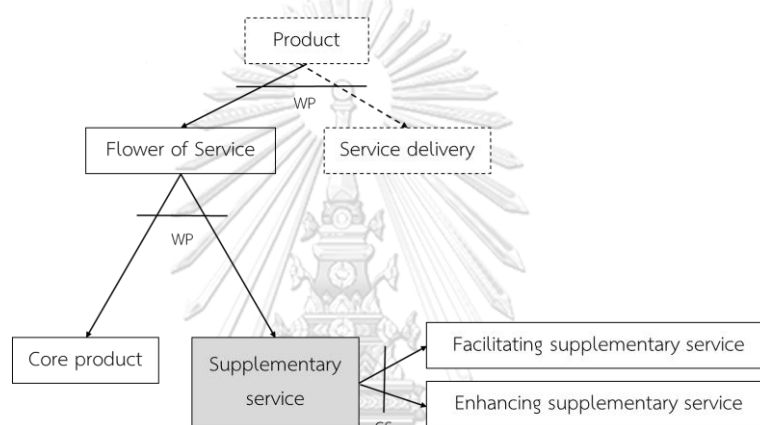 Product
WP
Flower of Service
Service delivery
WP
Core product
Supplementary
service
Facilitating supplementary service
Enhancing supplementary service